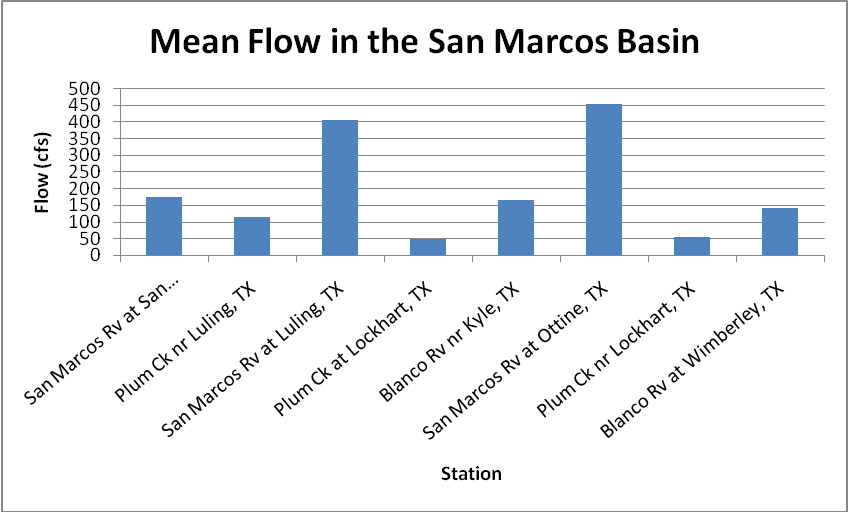 Mean Flow in the San Marcos Basin
Flow (cfs)
500
450
400
350
300
250
200
150
100
50
0
San Marcos Rv at San...
Plum Ck nr Luling, TX
San Marcos Rv at Luling, TX
Plum Ck at Lockhart, TX
Blanco Rv nr Kyle, TX
San Marcos Rv at Ottine, TX
Plum Ck nr Lockhart, TX
Blanco Rv at Wimberley, TX
Station